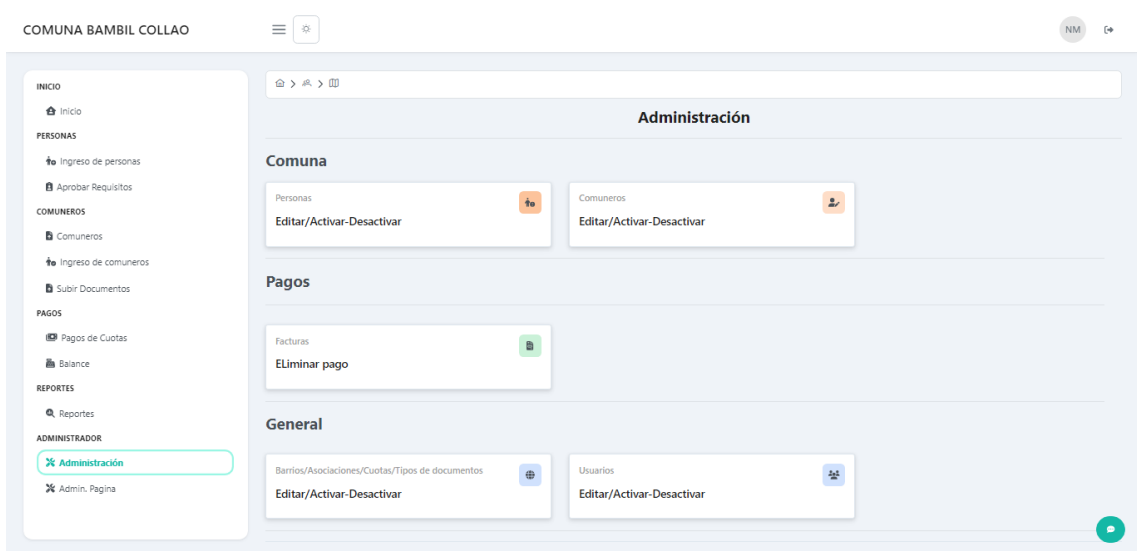 COMUNA BAMBIL COLLAO
NM
INICIO
Inicio
PERSONAS
Ingreso de personas
Aprobar Requisitos
COMUNEROS
Comuneros
Ingreso de comuneros
Subir Documentos
PAGOS
Pagos de Cuotas
Balance
REPORTES
Reportes
ADMINISTRADOR
Administración
Admin. Pagina
Administración
Comuna
Personas
Editar/Activar-Desactivar
Comuneros
Editar/Activar-Desactivar
Pagos
Facturas
ELiminar pago
General
Barrios/Asociaciones/Cuotas/Tipos de documentos
Editar/Activar-Desactivar
Usuarios
Editar/Activar-Desactivar